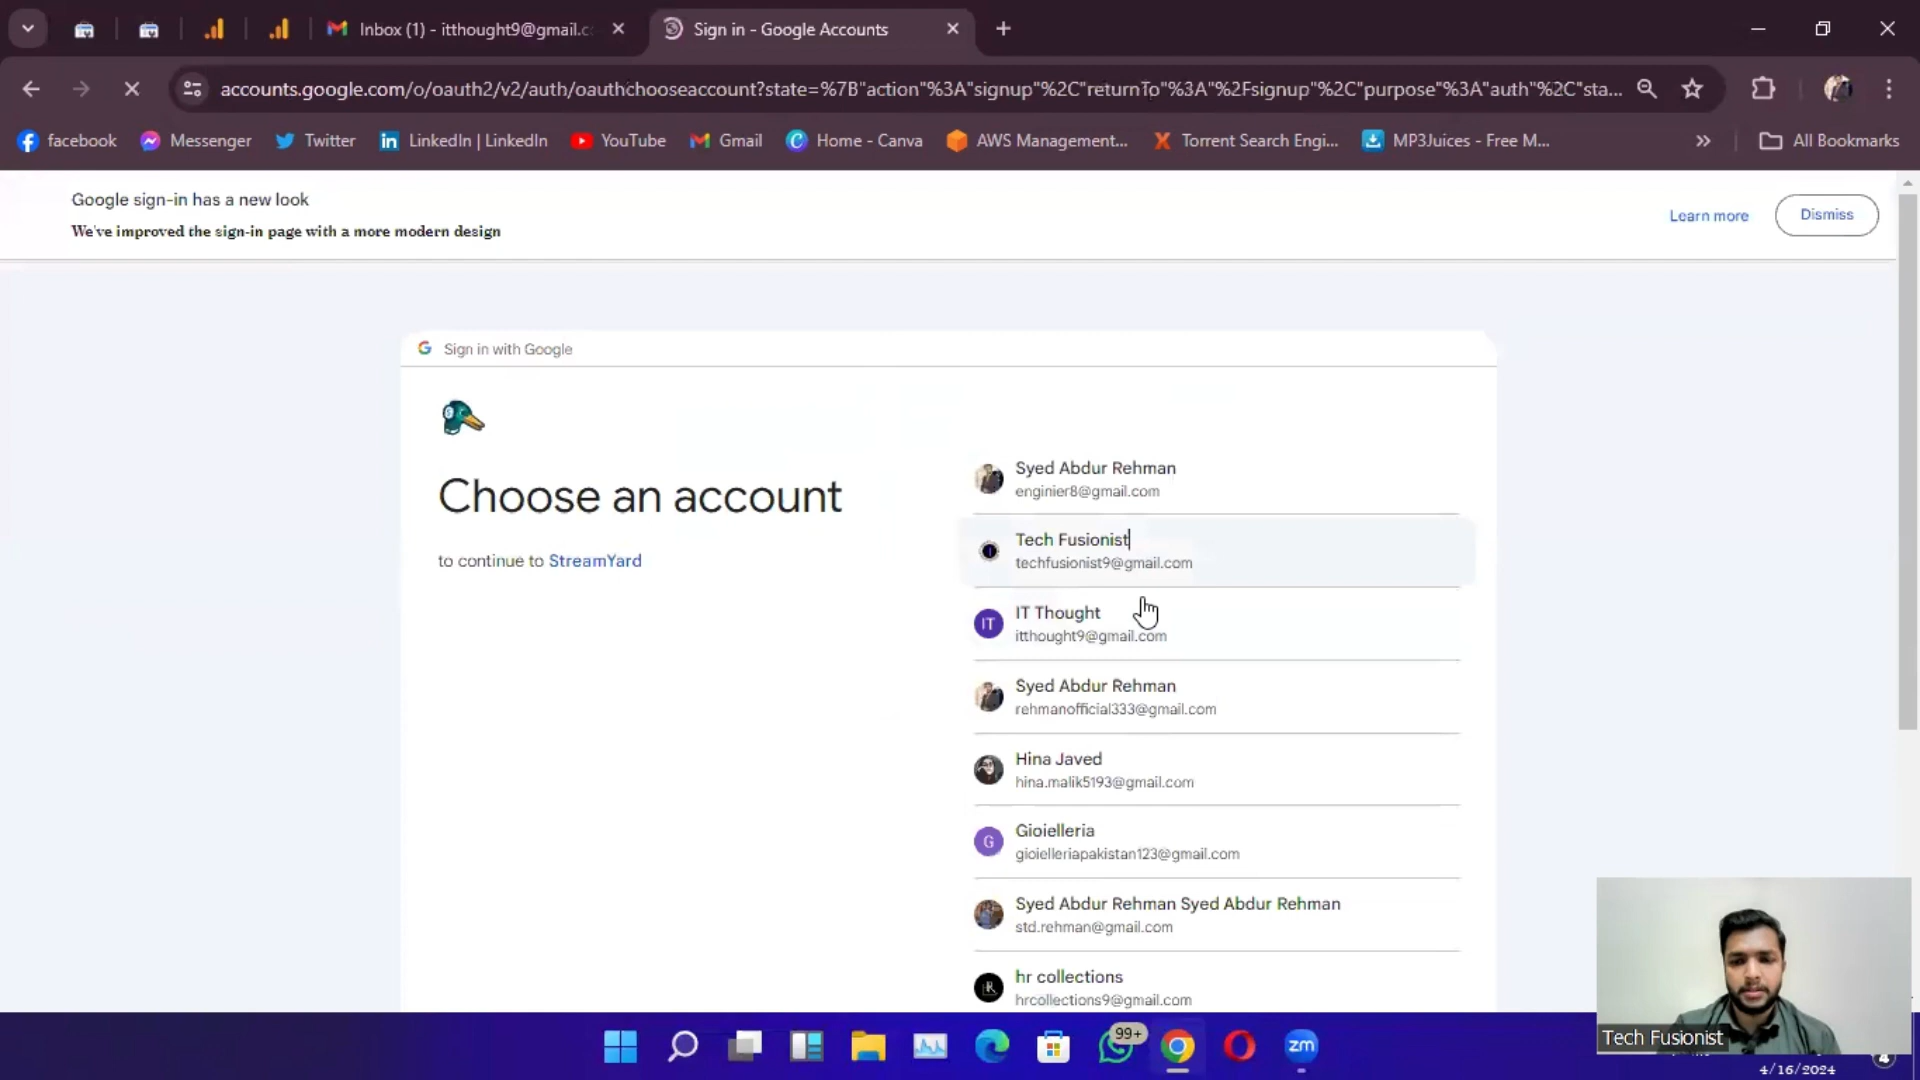 Inbox (1) - itthought9@gmail.c
Sign in - Google Accounts
accounts.google.com/o/oauth2/v2/auth/oauthchooseaccount?state=%7B"action"%3A"signup"%2C"returnTo"%3A"%2Fsignup"%2C"purpose"%3A"auth"%2C"sta...
facebook
Messenger
Twitter
LinkedIn | LinkedIn
YouTube
Gmail
Home - Canva
AWS Management...
Torrent Search Engi...
MP3Juices - Free M...
All Bookmarks
Google sign-in has a new look
We've improved the sign-in page with a more modern design
Learn more
Dismiss
Sign in with Google
Choose an account
to continue to StreamYard
Syed Abdur Rehman
enginier8@gmail.com
Tech Fusionist
techfusionist9@gmail.com
IT
IT Thought
itthought9@gmail.com
Syed Abdur Rehman
rehmanofficial333@gmail.com
Hina Javed
hina.malik5193@gmail.com
G
Gioielleria
gioielleriapakistan123@gmail.com
Syed Abdur Rehman Syed Abdur Rehman
std.rehman@gmail.com
hr collections
hrcollections9@gmail.com
Tech Fusionist
99+
zm
4/16/2024
4